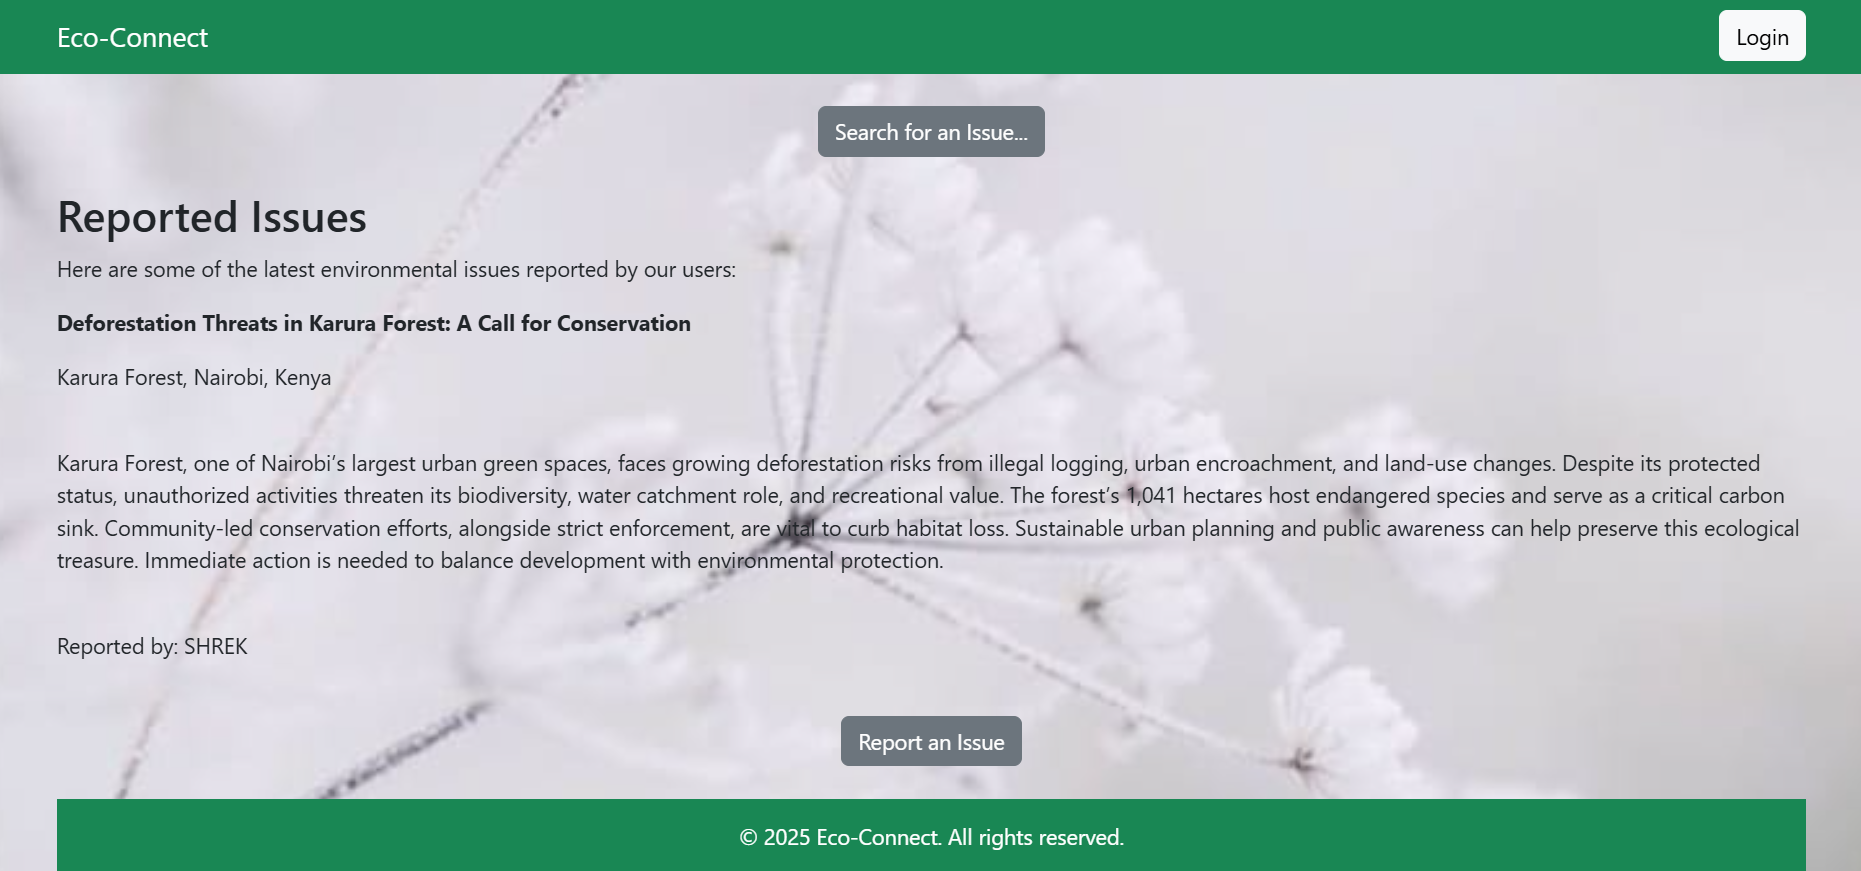 Eco-Connect
Login
Search for an Issue...
Reported Issues
Here are some of the latest environmental issues reported by our users:
Deforestation Threats in Karura Forest: A Call for Conservation
Karura Forest, Nairobi, Kenya
Karura Forest, one of Nairobi’s largest urban green spaces, faces growing deforestation risks from illegal logging, urban encroachment, and land-use changes. Despite its protected
status, unauthorized activities threaten its biodiversity, water catchment role, and recreational value. The forest’s 1,041 hectares host endangered species and serve as a critical carbon
sink. Community-led conservation efforts, alongside strict enforcement, are vital to curb habitat loss. Sustainable urban planning and public awareness can help preserve this ecological
treasure. Immediate action is needed to balance development with environmental protection.
Reported by: SHREK
Report an Issue
© 2025 Eco-Connect. All rights reserved.